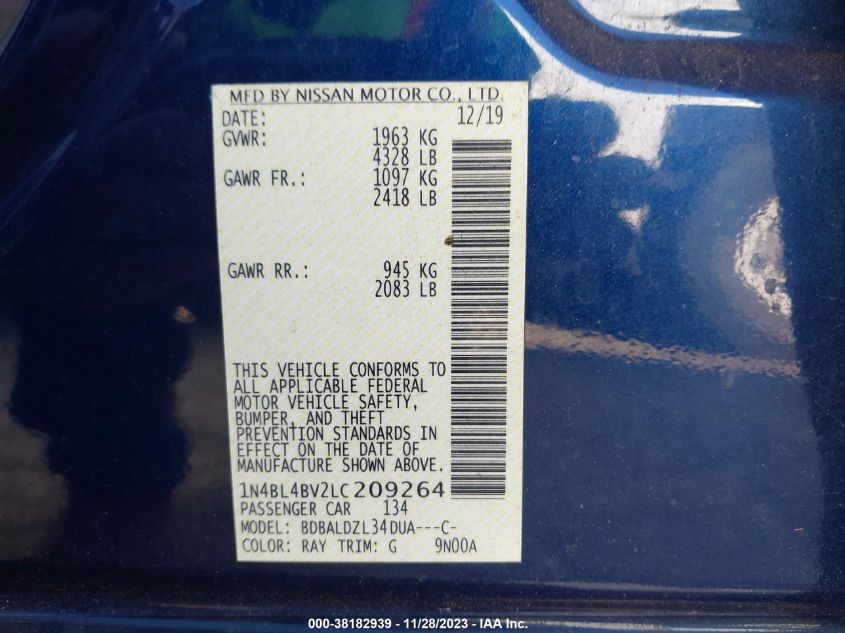 MFD BY NISSAN MOTOR CO., LTD.
DATE: 12/19
GVWR: 1963 KG
4328 LB
GAWR FR.: 1097 KG
2418 LB
GAWR RR.: 945 KG
2083 LB
THIS VEHICLE CONFORMS TO
ALL APPLICABLE FEDERAL
MOTOR VEHICLE SAFETY,
BUMPER, AND THEFT
PREVENTION STANDARDS IN
EFFECT ON THE DATE OF
MANUFACTURE SHOWN ABOVE.
1N4BL4BV2LC209264
PASSENGER CAR 134
MODEL: BDBALDZL34DUA---C-
COLOR: RAY TRIM: G 9N00A
000-38182939 - 11/28/2023 - IAA Inc.